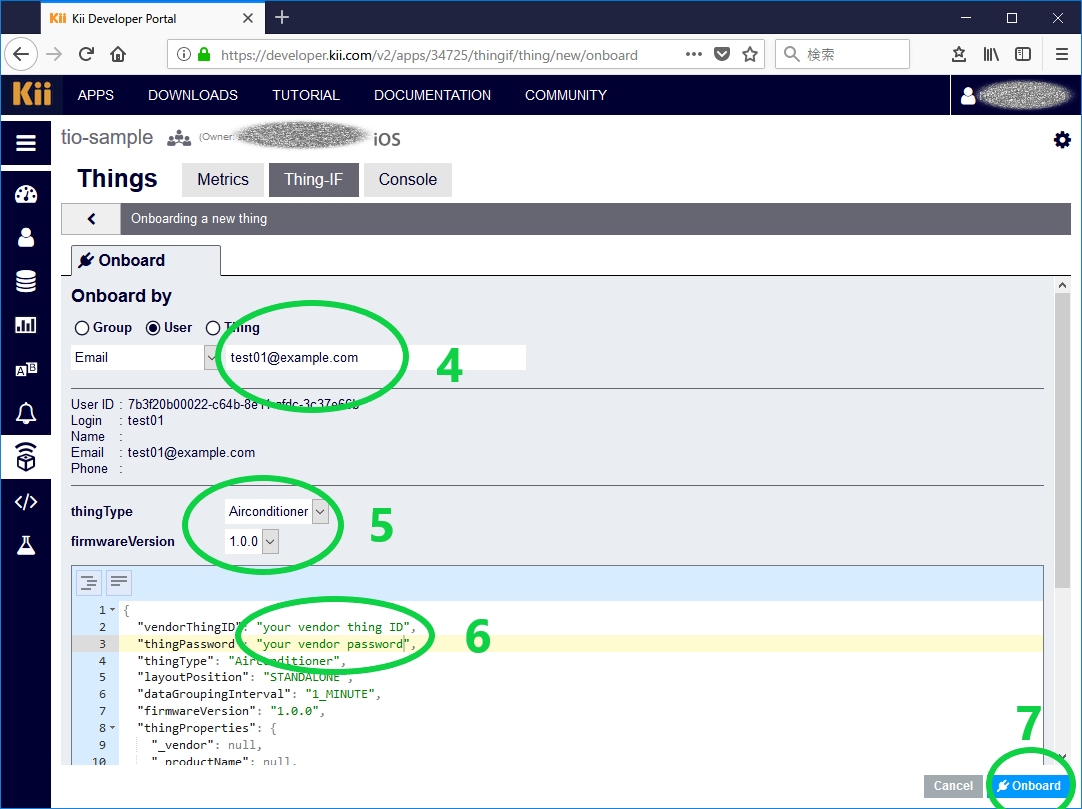 Kii Kii Developer Portal
https://developer.kii.com/v2/apps/34725/thingif/thing/new/onboard
検索
Kii APPS DOWNLOADS TUTORIAL DOCUMENTATION COMMUNITY
tio-sample (Owner: iOS
Things Metrics Thing-IF Console
Onboarding a new thing
Onboard
Onboard by
Group User Thing
Email test01@example.com
4
User ID : 7b3f20b00022-c64b-8e11-afdc-3c37e66b
Login : test01
Name :
Email : test01@example.com
Phone :
thingType Airconditioner
5
firmwareVersion 1.0.0
1 {
2 "vendorThingID": "your vendor thing ID",
6
3 "thingPassword": "your vendor password",
4 "thingType": "Airconditioner",
5 "layoutPosition": "STANDALONE",
6 "dataGroupingInterval": "1_MINUTE",
7 "firmwareVersion": "1.0.0",
8 "thingProperties": {
7
9 "_vendor": null,
10 "_productName": null,
Cancel Onboard